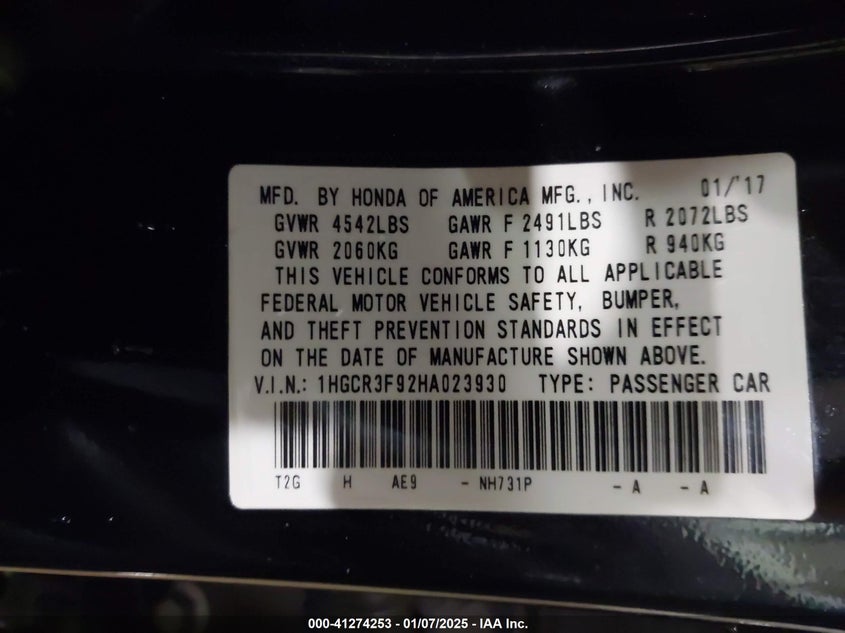 MFD. BY HONDA OF AMERICA MFG., INC. 01/'17
GVWR 4542LBS GAWR F 2491LBS R 2072LBS
GVWR 2060KG GAWR F 1130KG R 940KG
THIS VEHICLE CONFORMS TO ALL APPLICABLE
FEDERAL MOTOR VEHICLE SAFETY, BUMPER,
AND THEFT PREVENTION STANDARDS IN EFFECT
ON THE DATE OF MANUFACTURE SHOWN ABOVE.
V.I.N.: 1HGCR3F92HA023930 TYPE: PASSENGER CAR
T2G H AE9 - NH731P - A - A
000-41274253 - 01/07/2025 - IAA Inc.